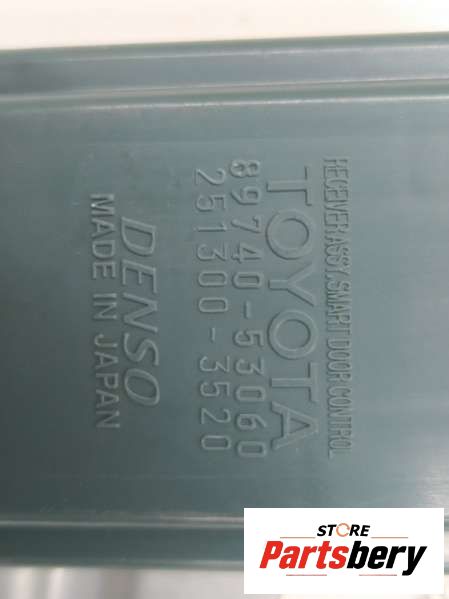 RECEIVER ASSY, SMART DOOR CONTROL
TOYOTA
89740-53060
251300-3520
DENSO
MADE IN JAPAN
STORE
Partsbery